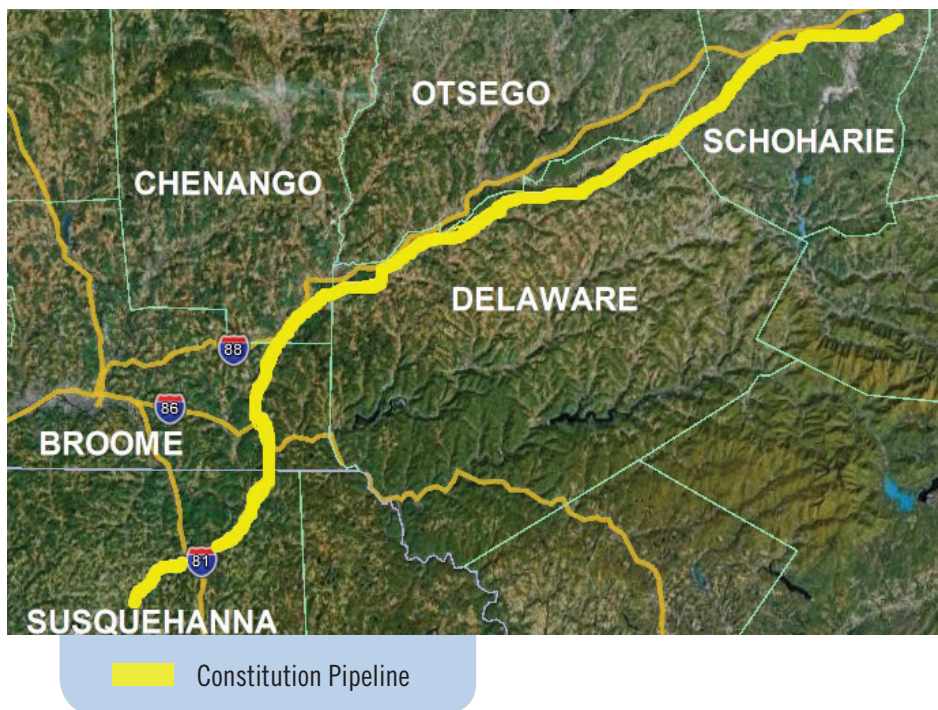 OTSEGO
SCHOHARIE
CHENANGO
DELAWARE
88
86
BROOME
81
SUSQUEHANNA
Constitution Pipeline